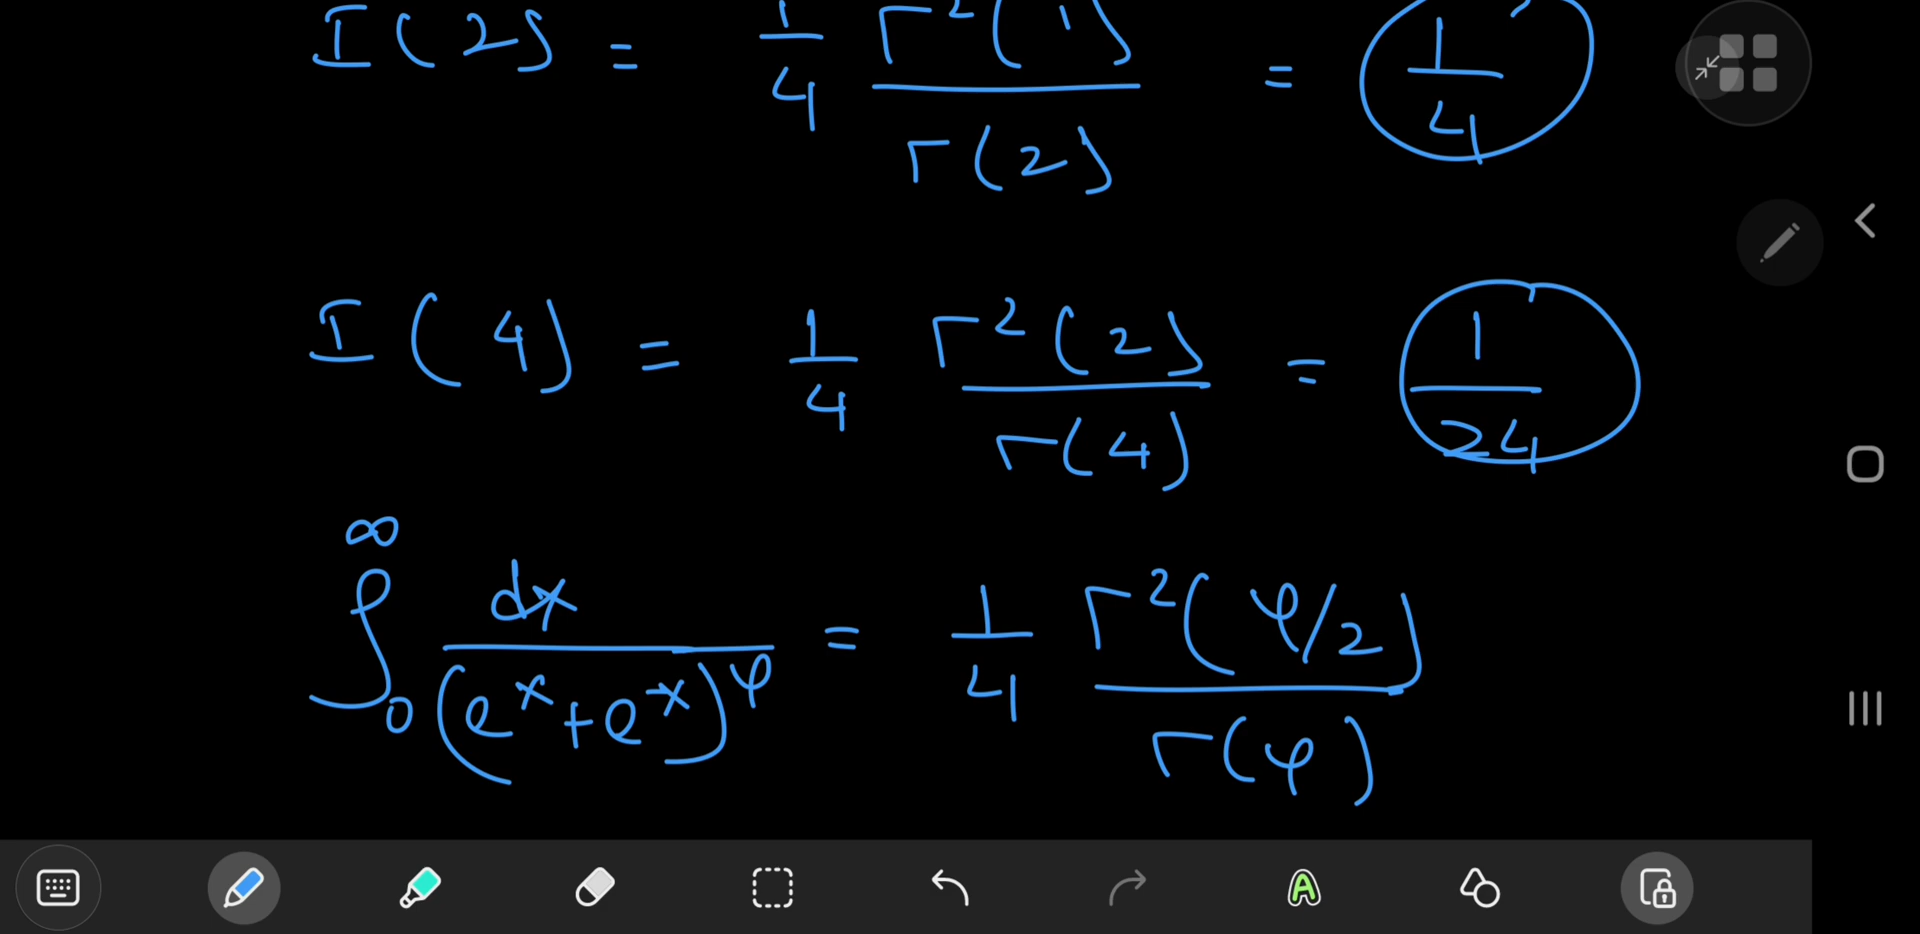 I(2) = 1/4 Γ²(1)/Γ(2) = 1/4
I(4) = 1/4 Γ²(2)/Γ(4) = 1/24
∫₀^∞ dx/(eˣ+e⁻ˣ)^φ = 1/4 Γ²(φ/2)/Γ(φ)
A